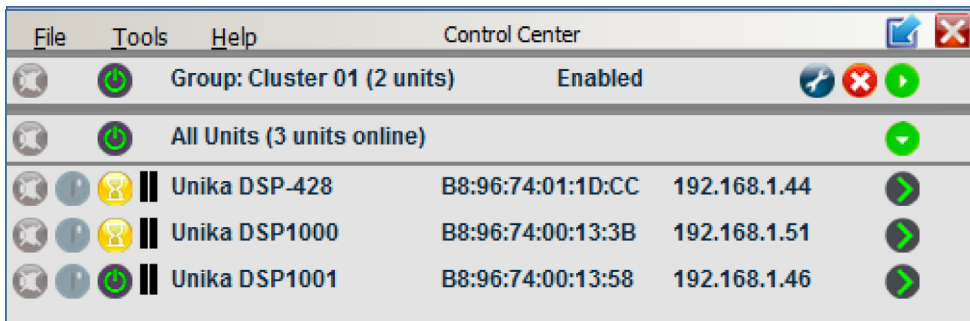 File Tools Help Control Center
Group: Cluster 01 (2 units) Enabled
All Units (3 units online)
Unika DSP-428 B8:96:74:01:1D:CC 192.168.1.44
Unika DSP1000 B8:96:74:00:13:3B 192.168.1.51
Unika DSP1001 B8:96:74:00:13:58 192.168.1.46